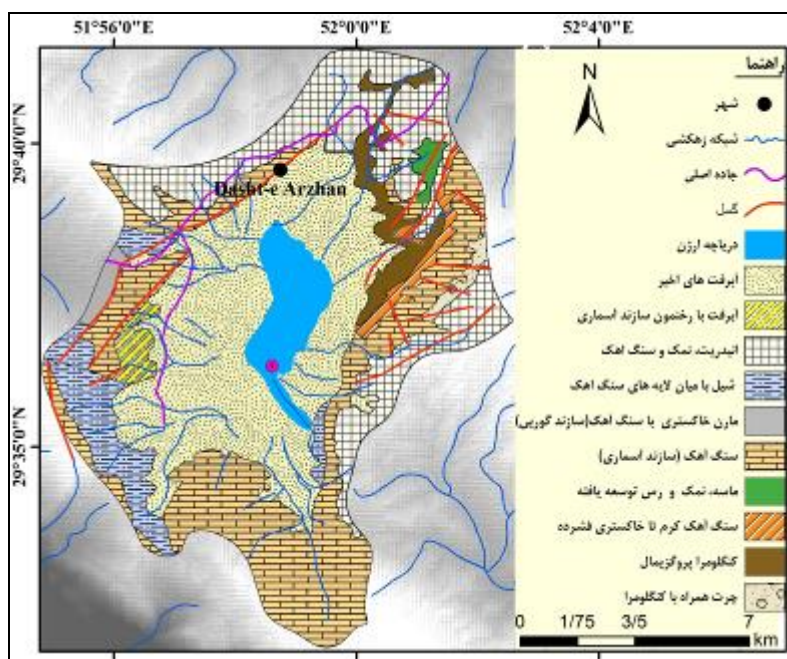 51°56'0"E 52°0'0"E 52°4'0"E
29°40'0"N
29°35'0"N
Dasht-e Arzhan
N
راهنما
شهر
شبکه زهکشی
جاده اصلی
گسل
دریاچه ارژن
آبرفت های اخیر
آبرفت با رخنمون سازند آسماری
انیدریت، نمک و سنگ آهک
شیل با میان لایه های سنگ آهک
مارن خاکستری با سنگ آهک(سازند گورپی)
سنگ آهک (سازند آسماری)
ماسه، نمک و رس توسعه یافته
سنگ آهک کرم تا خاکستری فشرده
کنگلومرا پروگزیمال
چرت همراه با کنگلومرا
0 1/75 3/5 7
km